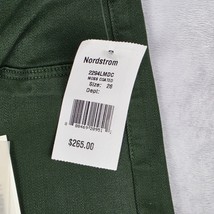 Nordstrom
2294LMDC
Size: 28
Dept:
$265.00